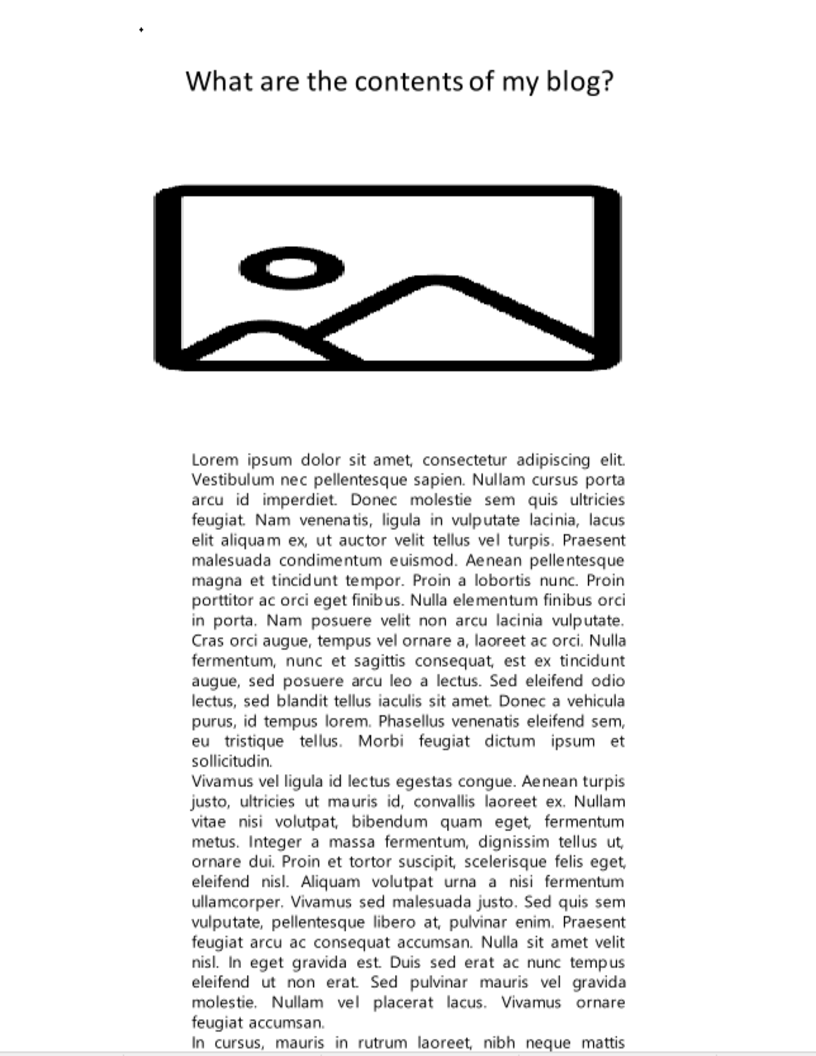 What are the contents of my blog?
Lorem ipsum dolor sit amet, consectetur adipiscing elit.
Vestibulum nec pellentesque sapien. Nullam cursus porta
arcu id imperdiet. Donec molestie sem quis ultricies
feugiat. Nam venenatis, ligula in vulputate lacinia, lacus
elit aliquam ex, ut auctor velit tellus vel turpis. Praesent
malesuada condimentum euismod. Aenean pellentesque
magna et tincidunt tempor. Proin a lobortis nunc. Proin
porttitor ac orci eget finibus. Nulla elementum finibus orci
in porta. Nam posuere velit non arcu lacinia vulputate.
Cras orci augue, tempus vel ornare a, laoreet ac orci. Nulla
fermentum, nunc et sagittis consequat, est ex tincidunt
augue, sed posuere arcu leo a lectus. Sed eleifend odio
lectus, sed blandit tellus iaculis sit amet. Donec a vehicula
purus, id tempus lorem. Phasellus venenatis eleifend sem,
eu tristique tellus. Morbi feugiat dictum ipsum et
sollicitudin.
Vivamus vel ligula id lectus egestas congue. Aenean turpis
justo, ultricies ut mauris id, convallis laoreet ex. Nullam
vitae nisi volutpat, bibendum quam eget, fermentum
metus. Integer a massa fermentum, dignissim tellus ut,
ornare dui. Proin et tortor suscipit, scelerisque felis eget,
eleifend nisl. Aliquam volutpat urna a nisi fermentum
ullamcorper. Vivamus sed malesuada justo. Sed quis sem
vulputate, pellentesque libero at, pulvinar enim. Praesent
feugiat arcu ac consequat accumsan. Nulla sit amet velit
nisl. In eget gravida est. Duis sed erat ac nunc tempus
eleifend ut non erat. Sed pulvinar mauris vel gravida
molestie. Nullam vel placerat lacus. Vivamus ornare
feugiat accumsan.
In cursus, mauris in rutrum laoreet, nibh neque mattis